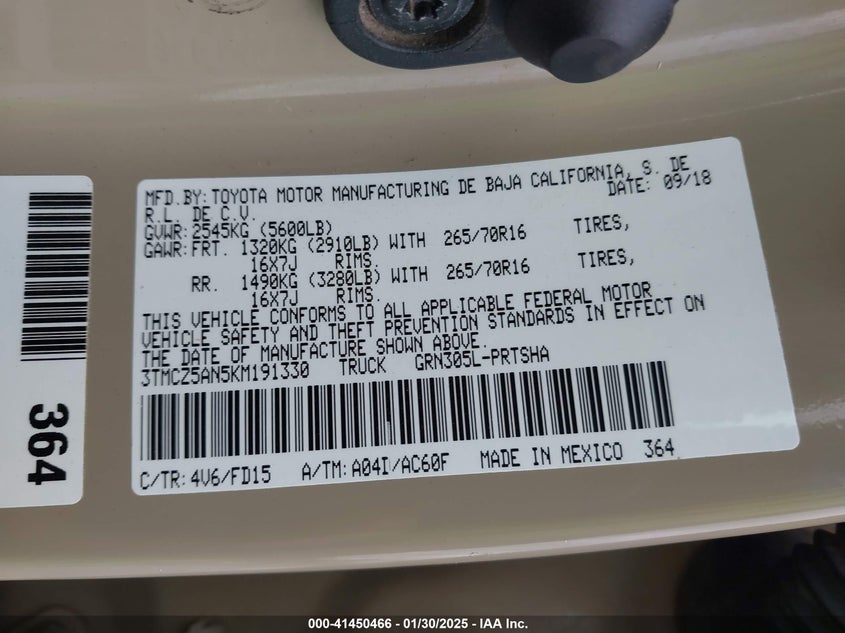 MFD.BY: TOYOTA MOTOR MANUFACTURING DE BAJA CALIFORNIA, S. DE
R.L. DE C.V. DATE: 09/18
GVWR: 2545KG (5600LB)
GAWR: FRT. 1320KG (2910LB) WITH 265/70R16 TIRES,
16X7J RIMS.
RR. 1490KG (3280LB) WITH 265/70R16 TIRES,
16X7J RIMS.
THIS VEHICLE CONFORMS TO ALL APPLICABLE FEDERAL MOTOR
VEHICLE SAFETY AND THEFT PREVENTION STANDARDS IN EFFECT ON
THE DATE OF MANUFACTURE SHOWN ABOVE.
3TMCZ5AN5KM191330 TRUCK GRN305L-PRTSHA
C/TR: 4V6/FD15 A/TM: A04D/AC60F MADE IN MEXICO 364
364
000-41450466 - 01/30/2025 - IAA Inc.